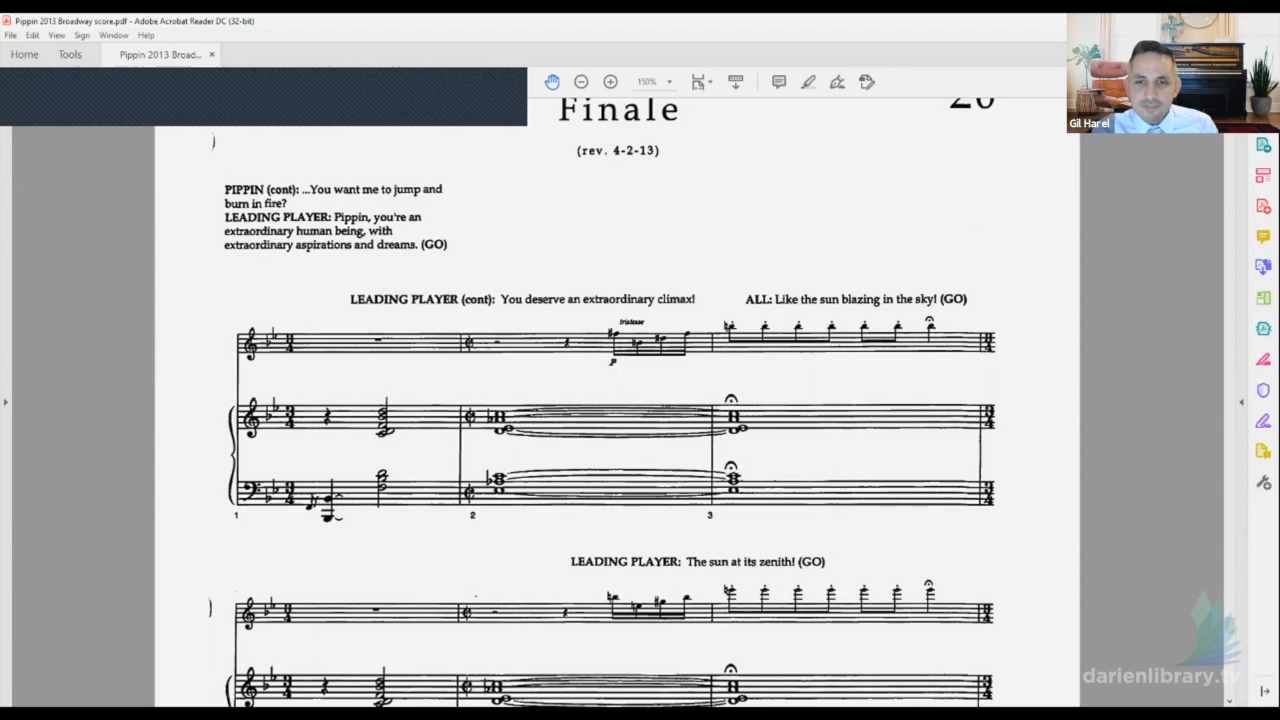 Pippin 2013 Broadway score.pdf - Adobe Acrobat Reader DC (32-bit)
File Edit View Sign Window Help
Home Tools Pippin 2013 Broad... ×
150%
Gil Harel
Finale 20
(rev. 4-2-13)
PIPPIN (cont): ...You want me to jump and
burn in fire?
LEADING PLAYER: Pippin, you're an
extraordinary human being, with
extraordinary aspirations and dreams. (GO)
LEADING PLAYER (cont): You deserve an extraordinary climax! ALL: Like the sun blazing in the sky! (GO)
tristesse
p
1 2 3
LEADING PLAYER: The sun at its zenith! (GO)
darienlibrary.tv